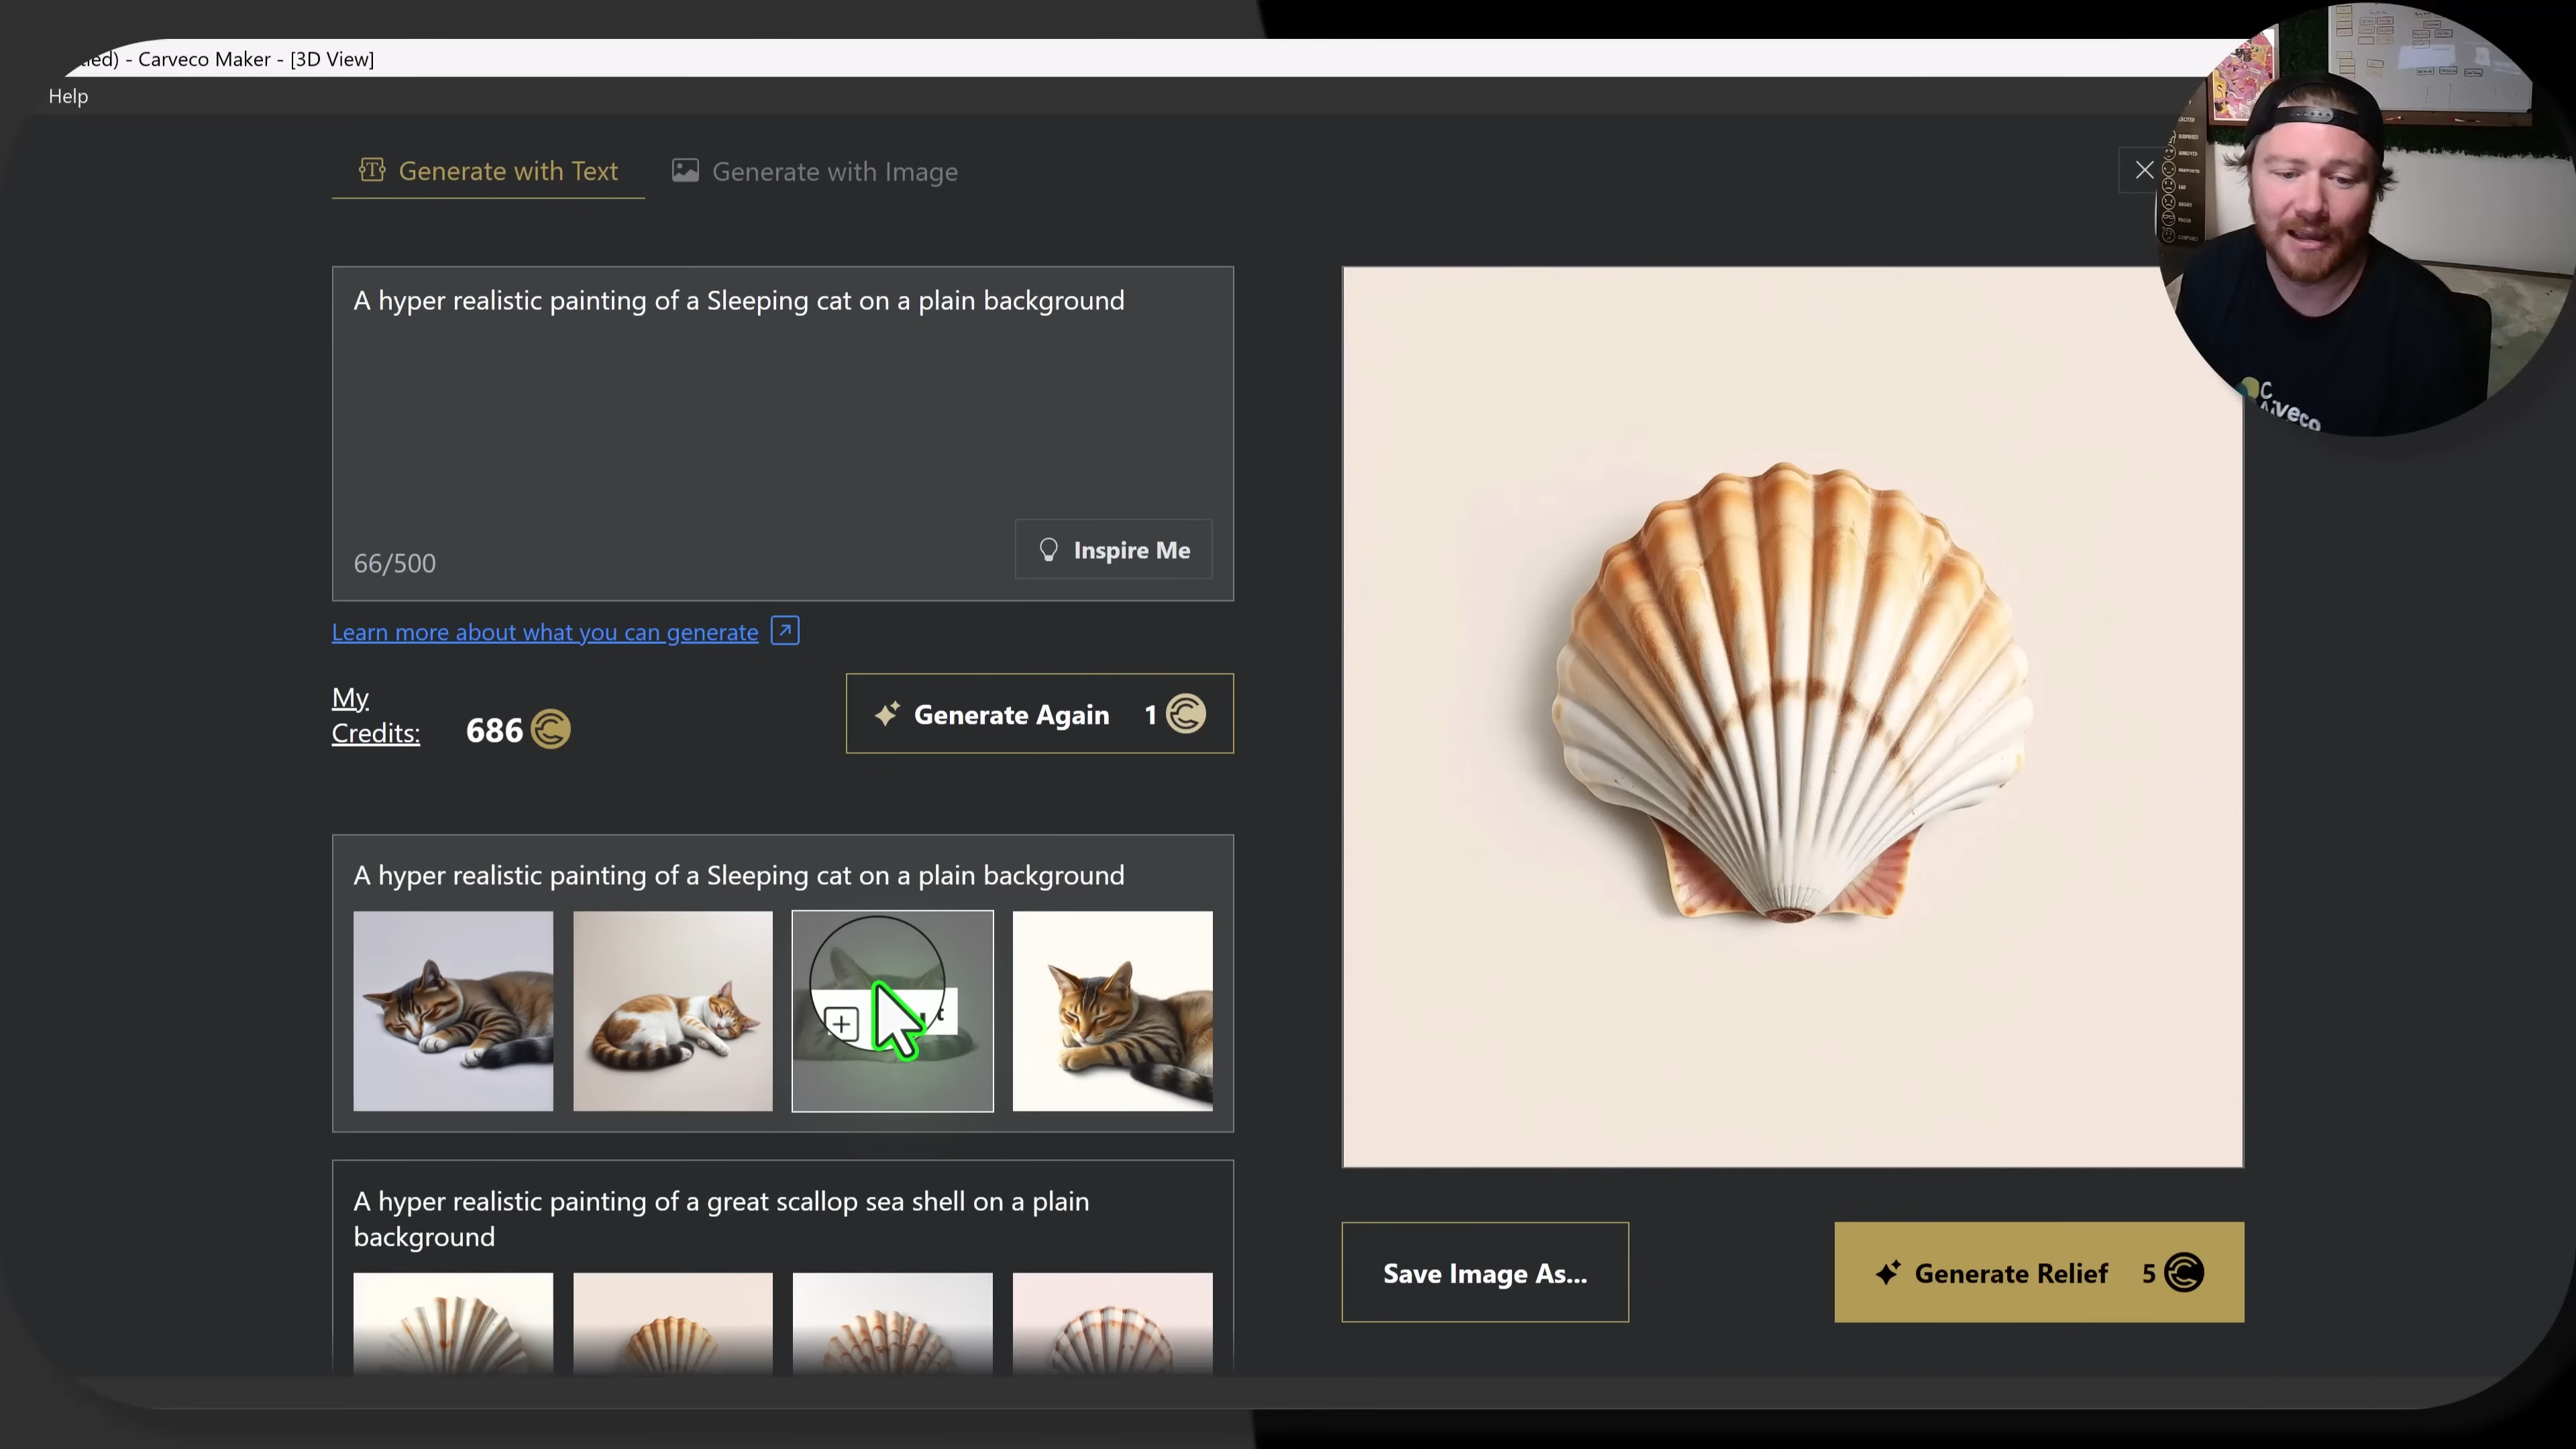 - Carveco Maker - [3D View]
Help
Generate with Text
Generate with Image
A hyper realistic painting of a Sleeping cat on a plain background
66/500
Inspire Me
Learn more about what you can generate
My
Credits:
686
Generate Again 1
A hyper realistic painting of a Sleeping cat on a plain background
A hyper realistic painting of a great scallop sea shell on a plain
background
Save Image As...
Generate Relief 5
Carveco